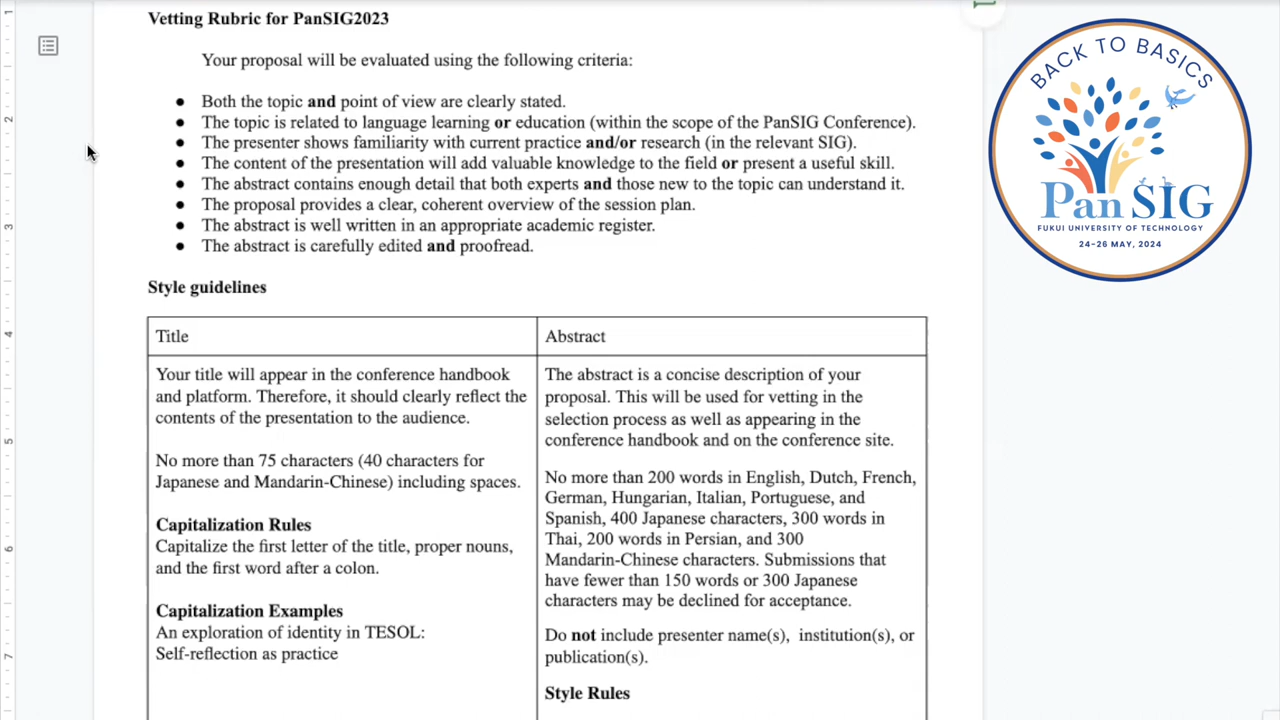 Vetting Rubric for PanSIG2023
Your proposal will be evaluated using the following criteria:
● Both the topic and point of view are clearly stated.
● The topic is related to language learning or education (within the scope of the PanSIG Conference).
● The presenter shows familiarity with current practice and/or research (in the relevant SIG).
● The content of the presentation will add valuable knowledge to the field or present a useful skill.
● The abstract contains enough detail that both experts and those new to the topic can understand it.
● The proposal provides a clear, coherent overview of the session plan.
● The abstract is well written in an appropriate academic register.
● The abstract is carefully edited and proofread.
Style guidelines
Title
Your title will appear in the conference handbook
and platform. Therefore, it should clearly reflect the
contents of the presentation to the audience.
No more than 75 characters (40 characters for
Japanese and Mandarin-Chinese) including spaces.
Capitalization Rules
Capitalize the first letter of the title, proper nouns,
and the first word after a colon.
Capitalization Examples
An exploration of identity in TESOL:
Self-reflection as practice
Abstract
The abstract is a concise description of your
proposal. This will be used for vetting in the
selection process as well as appearing in the
conference handbook and on the conference site.
No more than 200 words in English, Dutch, French,
German, Hungarian, Italian, Portuguese, and
Spanish, 400 Japanese characters, 300 words in
Thai, 200 words in Persian, and 300
Mandarin-Chinese characters. Submissions that
have fewer than 150 words or 300 Japanese
characters may be declined for acceptance.
Do not include presenter name(s), institution(s), or
publication(s).
Style Rules
BACK TO BASICS
PanSIG
FUKUI UNIVERSITY OF TECHNOLOGY
24-26 MAY, 2024
1
2
3
4
5
6
7